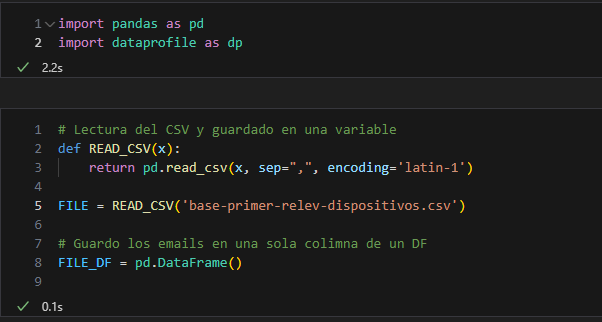 1 import pandas as pd
2 import dataprofile as dp
2.2s
1 # Lectura del CSV y guardado en una variable
2 def READ_CSV(x):
3     return pd.read_csv(x, sep=",", encoding='latin-1')
4
5 FILE = READ_CSV('base-primer-relev-dispositivos.csv')
6
7 # Guardo los emails en una sola colimna de un DF
8 FILE_DF = pd.DataFrame()
9
0.1s